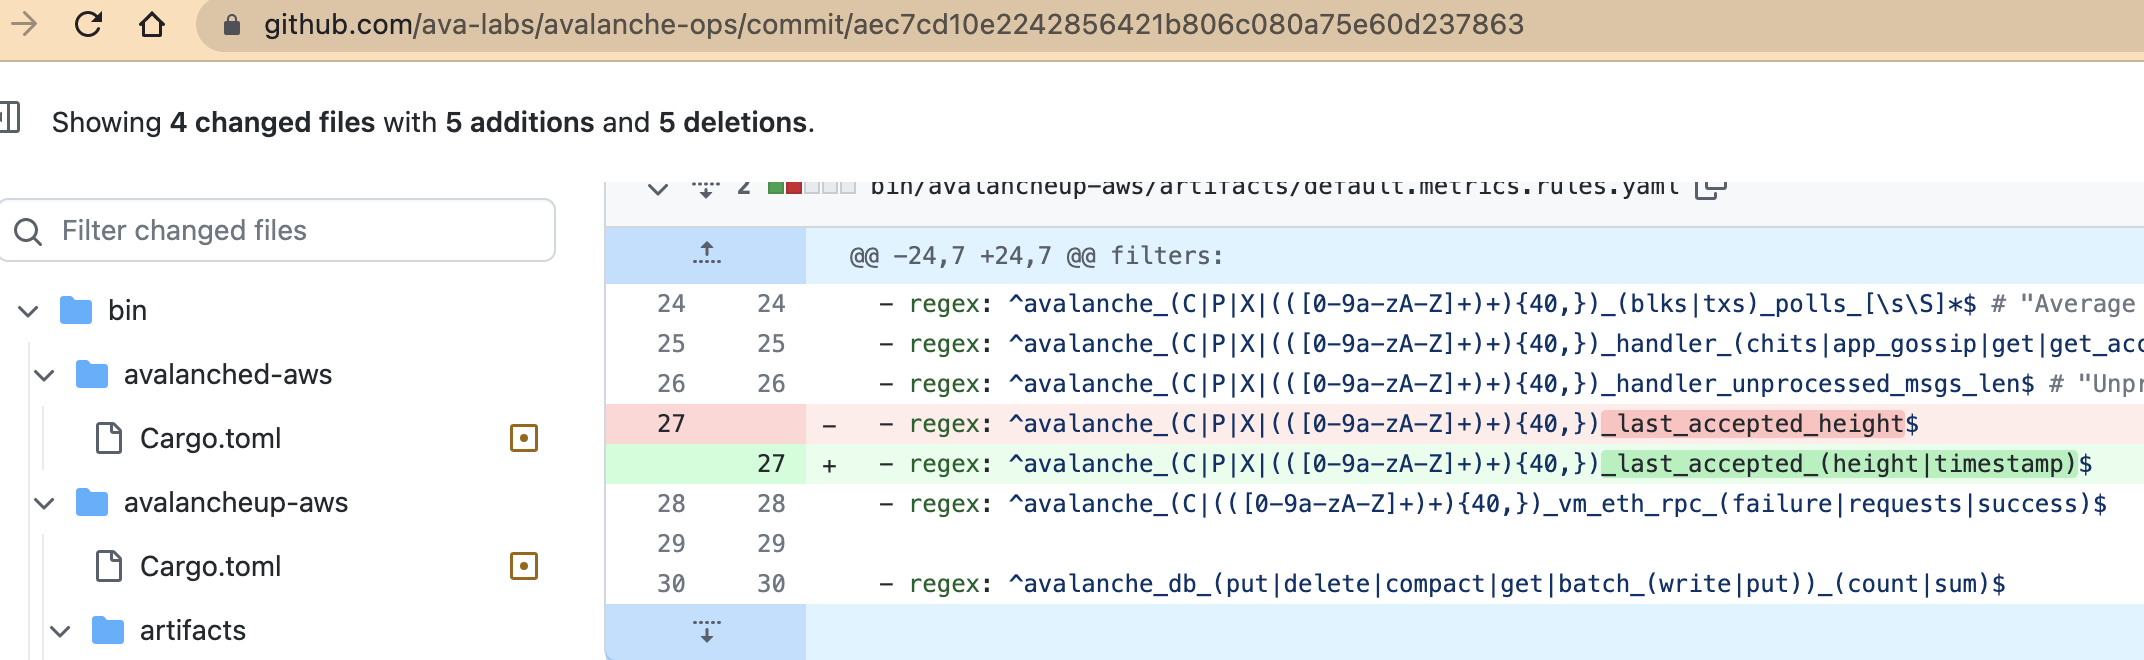 github.com/ava-labs/avalanche-ops/commit/aec7cd10e2242856421b806c080a75e60d237863
Showing 4 changed files with 5 additions and 5 deletions.
Filter changed files
bin
avalanched-aws
Cargo.toml
avalancheup-aws
Cargo.toml
artifacts
2 bin/avalancheup-aws/artifacts/default.metrics.rules.yaml
@@ -24,7 +24,7 @@ filters:
24 24 - regex: ^avalanche_(C|P|X|(([0-9a-zA-Z]+)+){40,})_(blks|txs)_polls_[\s\S]*$ # "Average
25 25 - regex: ^avalanche_(C|P|X|(([0-9a-zA-Z]+)+){40,})_handler_(chits|app_gossip|get|get_acc
26 26 - regex: ^avalanche_(C|P|X|(([0-9a-zA-Z]+)+){40,})_handler_unprocessed_msgs_len$ # "Unpr
27 - - regex: ^avalanche_(C|P|X|(([0-9a-zA-Z]+)+){40,})_last_accepted_height$
27 + - regex: ^avalanche_(C|P|X|(([0-9a-zA-Z]+)+){40,})_last_accepted_(height|timestamp)$
28 28 - regex: ^avalanche_(C|(([0-9a-zA-Z]+)+){40,})_vm_eth_rpc_(failure|requests|success)$
29 29
30 30 - regex: ^avalanche_db_(put|delete|compact|get|batch_(write|put))_(count|sum)$